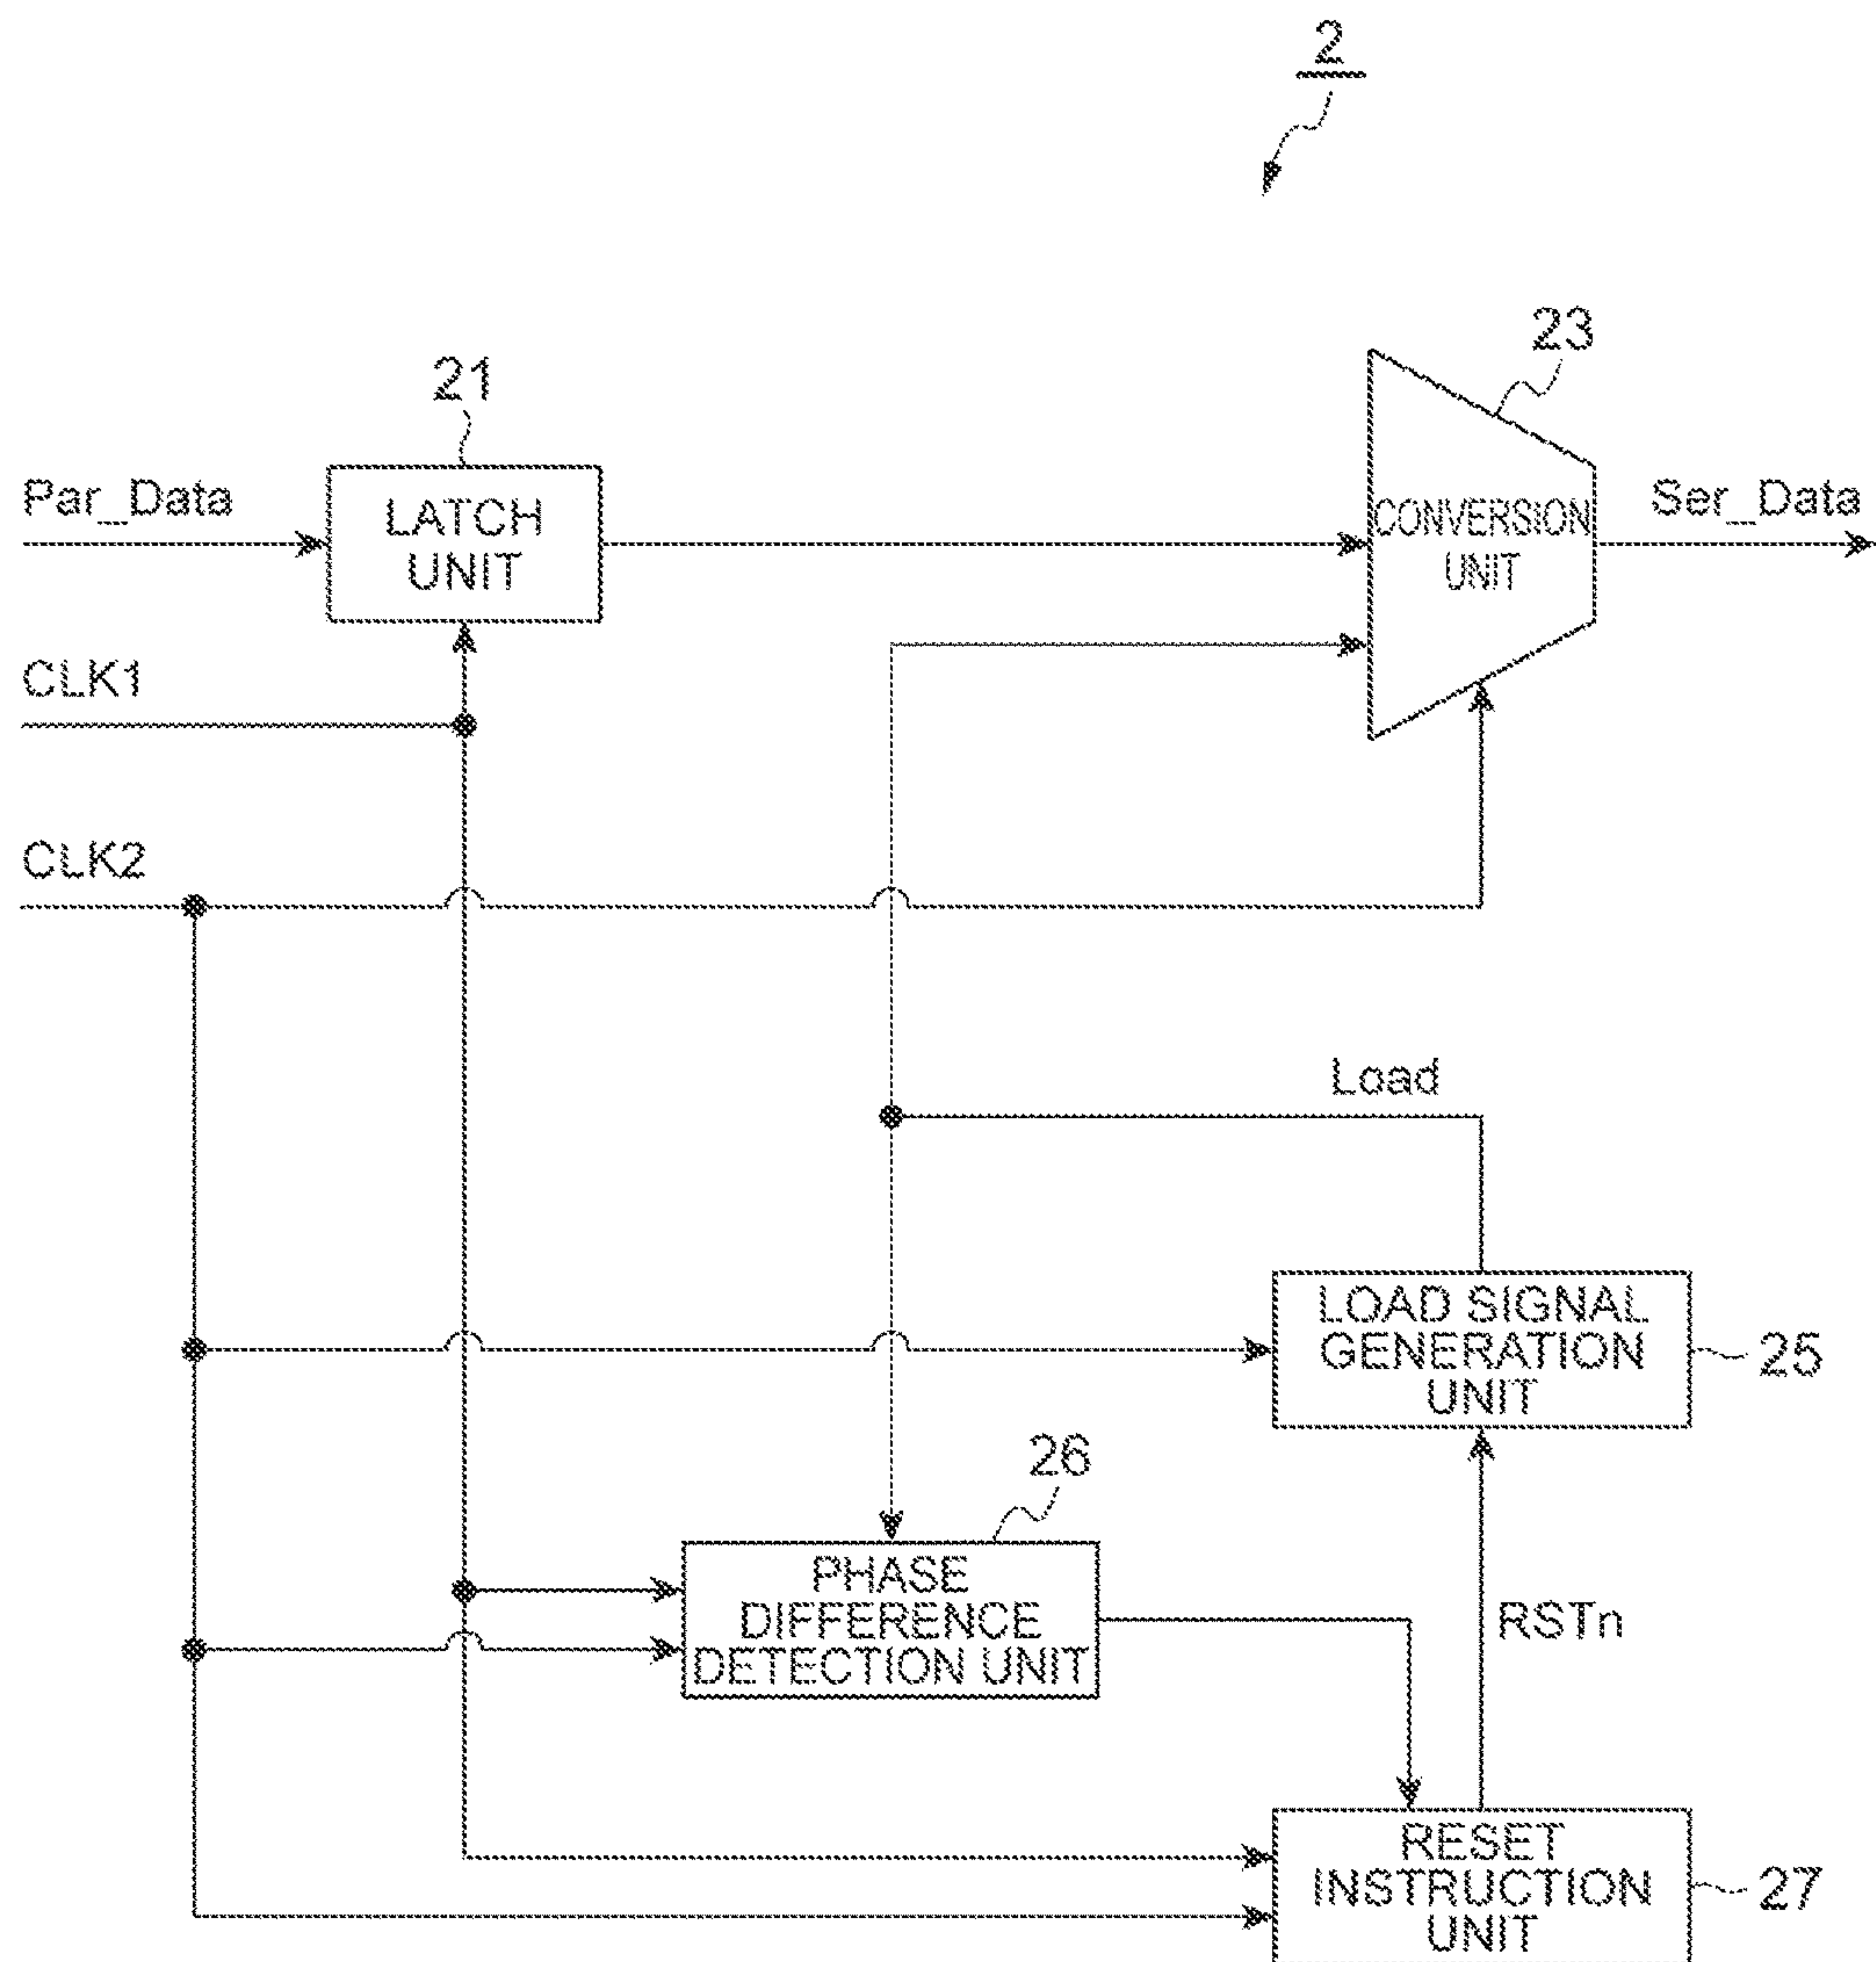 2
23
21
Par_Data
LATCH
UNIT
CONVERSION
UNIT
Ser_Data
CLK1
CLK2
Load
LOAD SIGNAL
GENERATION
UNIT
25
26
PHASE
DIFFERENCE
DETECTION UNIT
RSTn
RESET
INSTRUCTION
UNIT
27